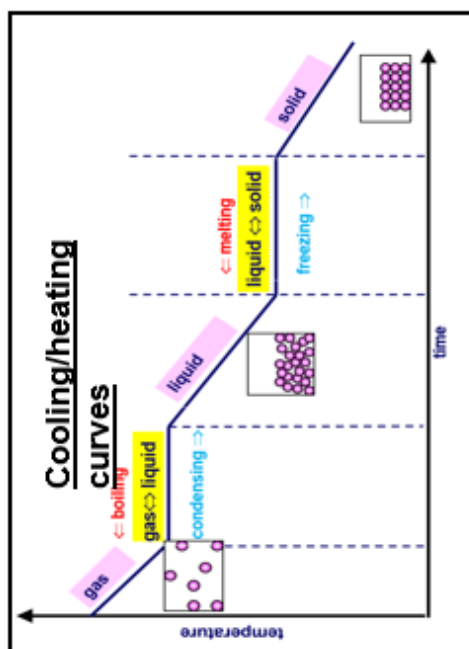 Cooling/heating
curves
gas
⇐ boiling
gas⇔ liquid
condensing ⇒
liquid
⇐ melting
liquid ⇔ solid
freezing ⇒
solid
temperature
time